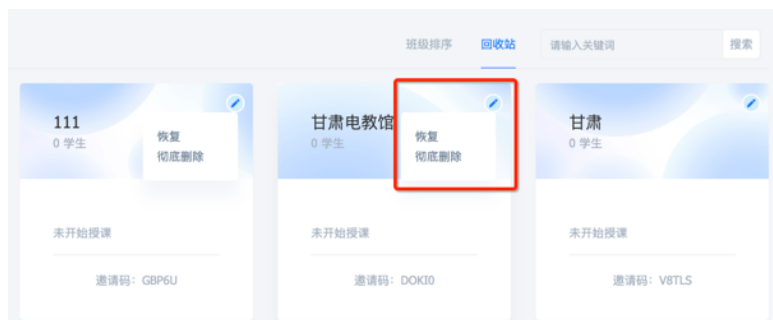 班级排序 回收站 请输入关键词 搜索
111
0 学生
恢复
彻底删除
未开始授课
邀请码：GBP6U
甘肃电教馆
0 学生
恢复
彻底删除
未开始授课
邀请码：DOKI0
甘肃
0 学生
未开始授课
邀请码：V8TLS